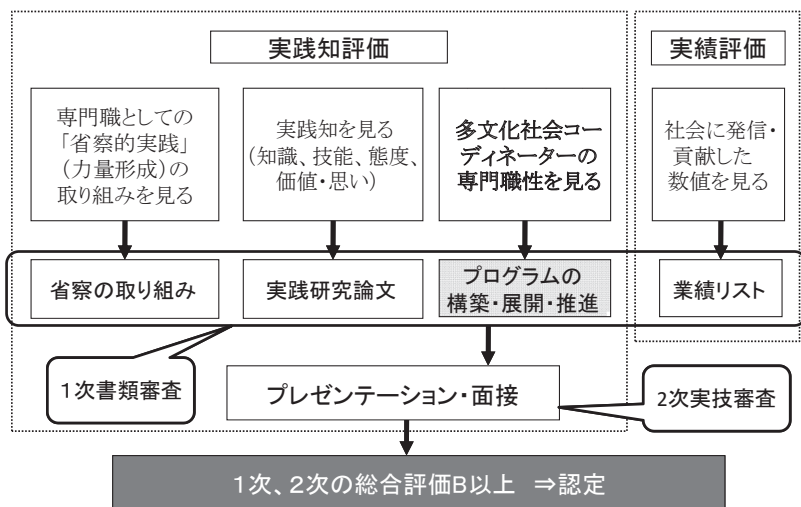 実践知評価
実績評価
専門職としての
「省察的実践」
（力量形成）の
取り組みを見る
実践知を見る
（知識、技能、態度、
価値・思い）
多文化社会コー
ディネーターの
専門職性を見る
社会に発信・
貢献した
数値を見る
省察の取り組み
実践研究論文
プログラムの
構築・展開・推進
業績リスト
１次書類審査
プレゼンテーション・面接
2次実技審査
１次、２次の総合評価B以上　⇒認定